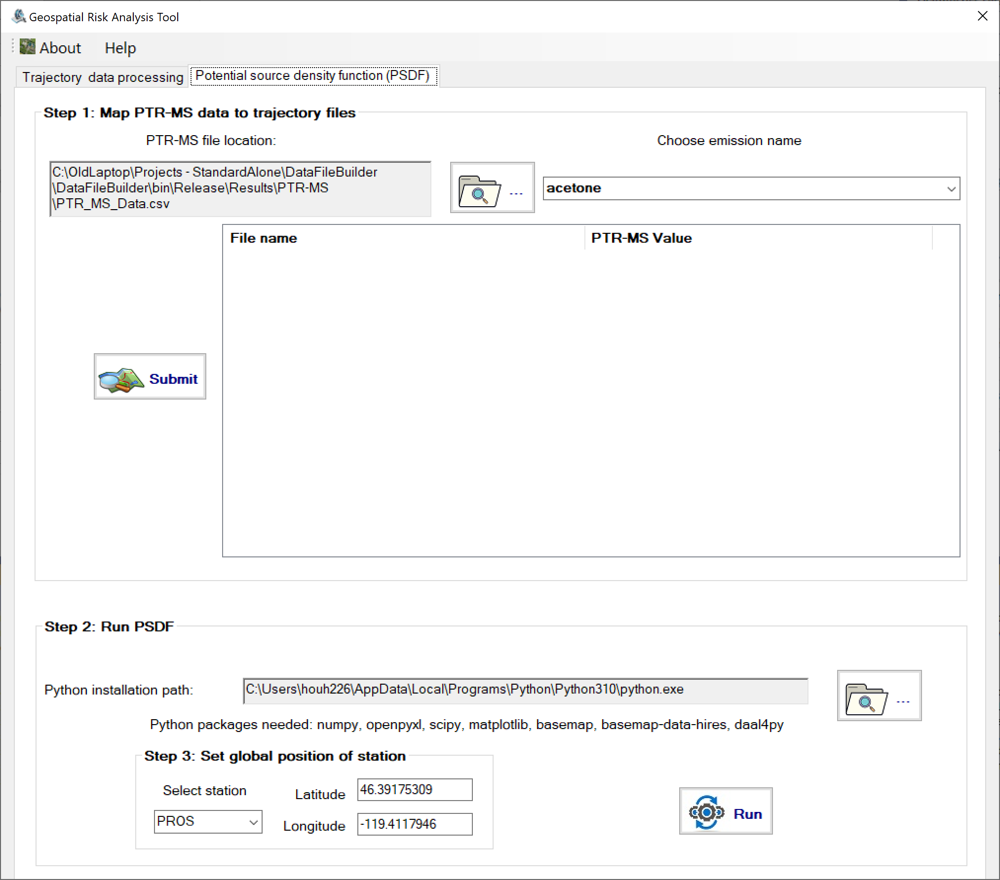 Geospatial Risk Analysis Tool
About Help
Trajectory data processing Potential source density function (PSDF)
Step 1: Map PTR-MS data to trajectory files
PTR-MS file location: Choose emission name
C:\OldLaptop\Projects - StandardAlone\DataFileBuilder
\DataFileBuilder\bin\Release\Results\PTR-MS
\PTR_MS_Data.csv
... acetone
File name PTR-MS Value
Submit
Step 2: Run PSDF
Python installation path: C:\Users\houh226\AppData\Local\Programs\Python\Python310\python.exe ...
Python packages needed: numpy, openpyxl, scipy, matplotlib, basemap, basemap-data-hires, daal4py
Step 3: Set global position of station
Select station Latitude 46.39175309
PROS Longitude -119.4117946
Run